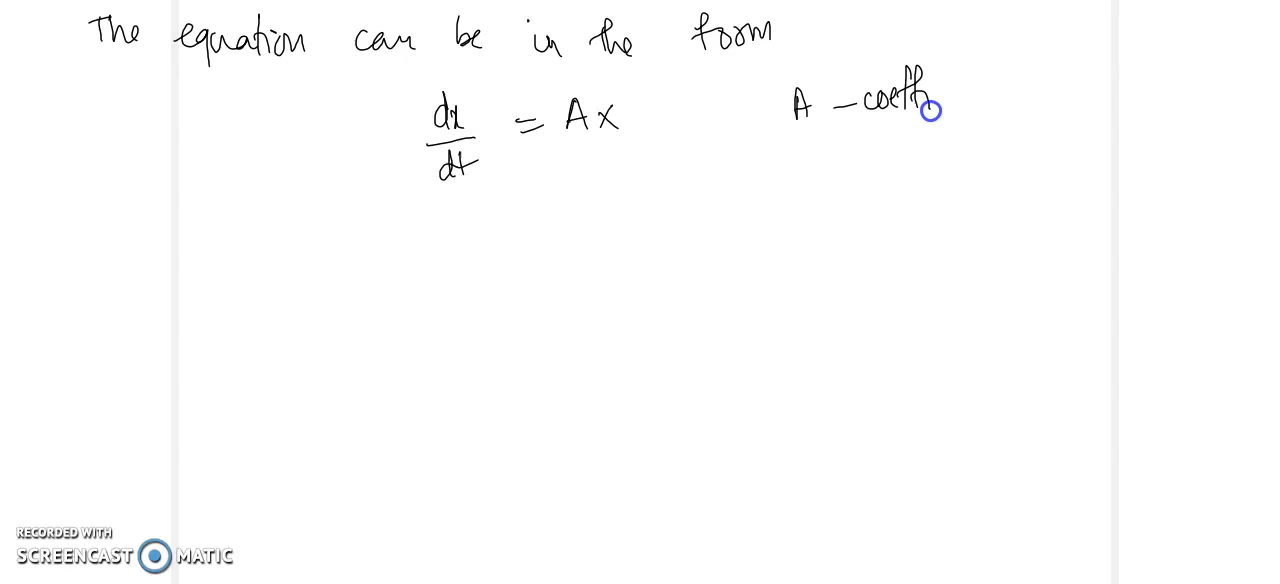 The equation can be in the form
dx/dt = Ax
A – coeff
RECORDED WITH
SCREENCAST MATIC